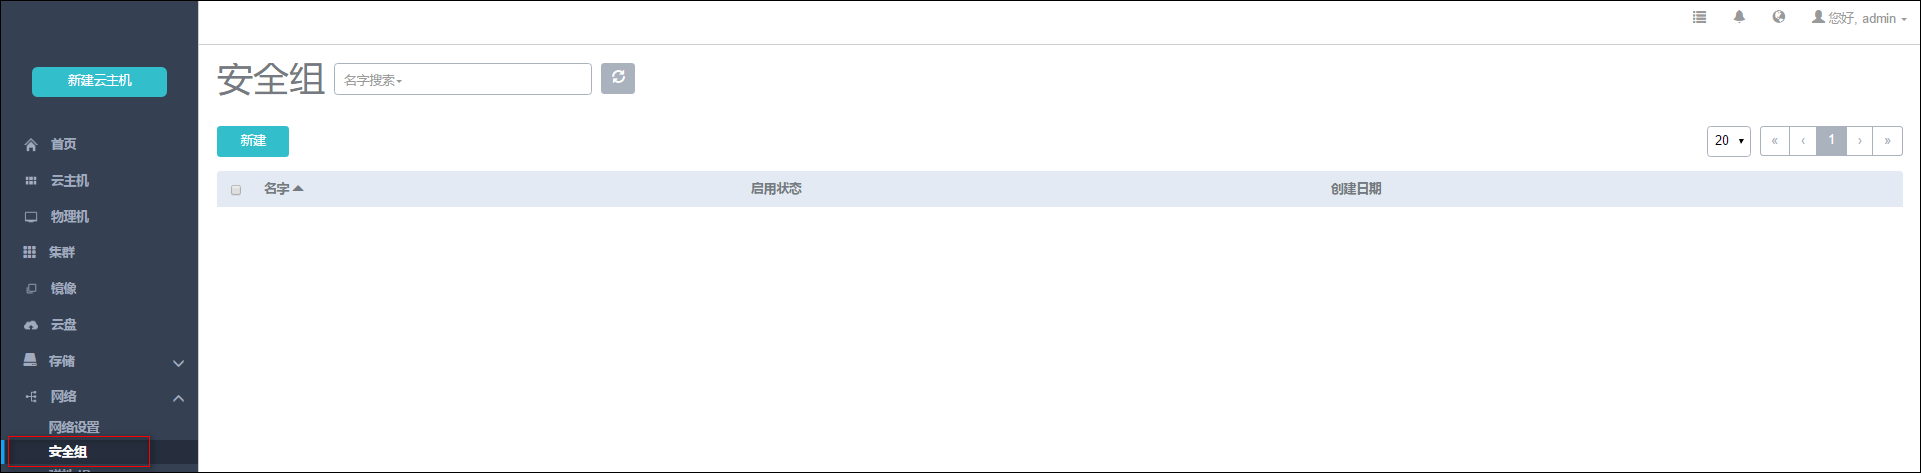 您好, admin
新建云主机
首页
云主机
物理机
集群
镜像
云盘
存储
网络
网络设置
安全组
安全组 名字搜索
新建
20 « ‹ 1 › »
名字 启用状态 创建日期